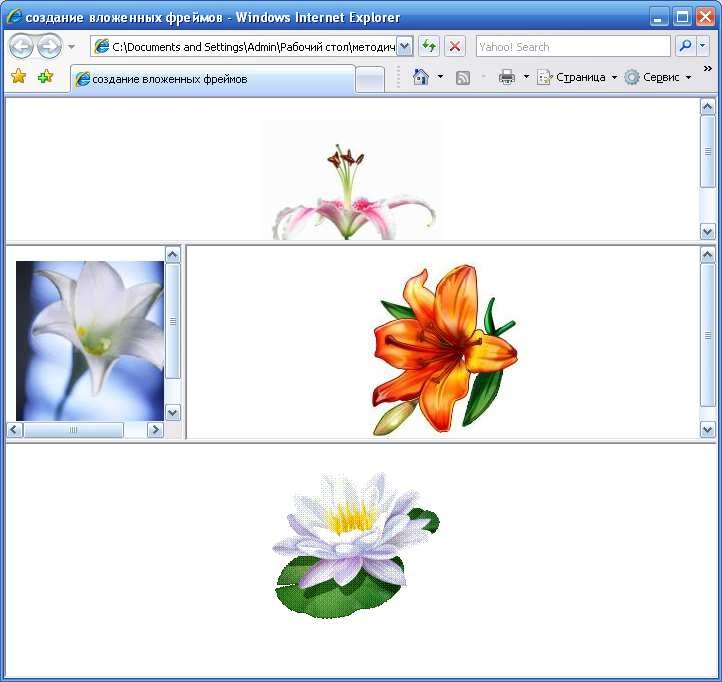 создание вложенных фреймов - Windows Internet Explorer
C:\Documents and Settings\Admin\Рабочий стол\методич
Yahoo! Search
создание вложенных фреймов
Страница
Сервис
»